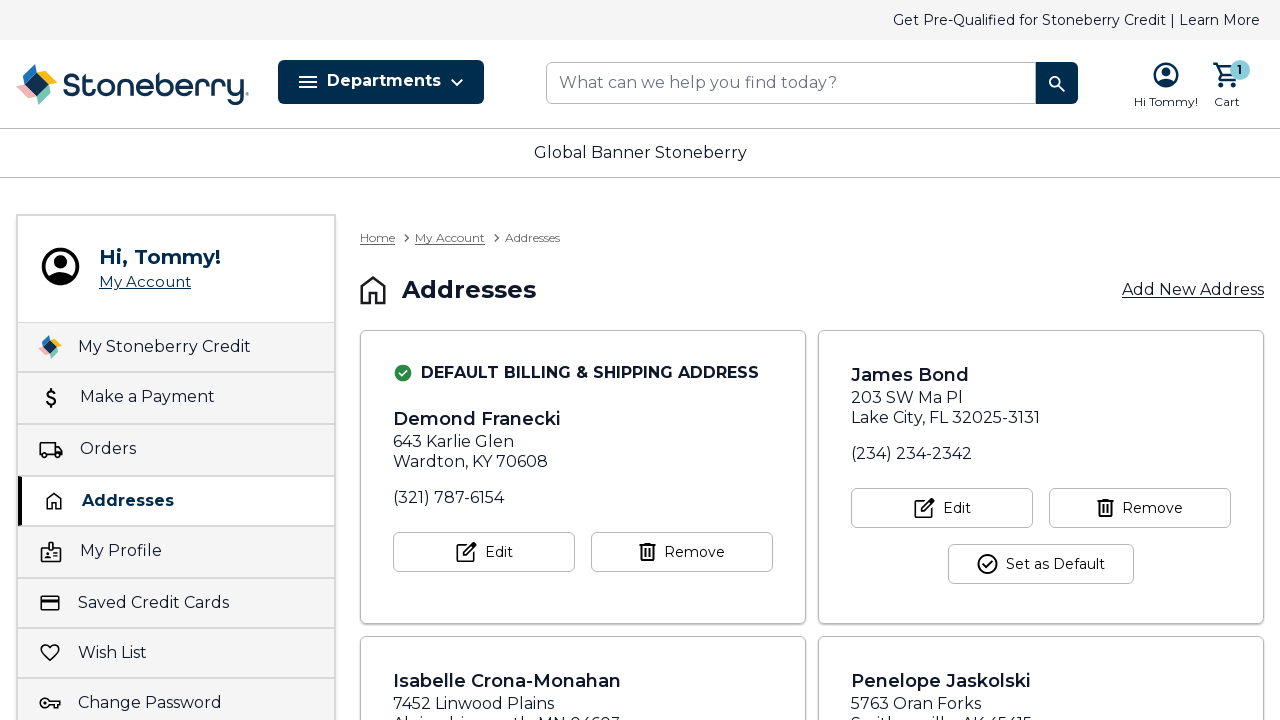 Get Pre-Qualified for Stoneberry Credit | Learn More
Stoneberry
Departments
What can we help you find today?
Hi Tommy!
1
Cart
Global Banner Stoneberry
Hi, Tommy!
My Account
My Stoneberry Credit
Make a Payment
Orders
Addresses
My Profile
Saved Credit Cards
Wish List
Change Password
Home
My Account
Addresses
Addresses
Add New Address
DEFAULT BILLING & SHIPPING ADDRESS
Demond Franecki
643 Karlie Glen
Wardton, KY 70608
(321) 787-6154
Edit
Remove
James Bond
203 SW Ma Pl
Lake City, FL 32025-3131
(234) 234-2342
Edit
Remove
Set as Default
Isabelle Crona-Monahan
7452 Linwood Plains
Penelope Jaskolski
5763 Oran Forks